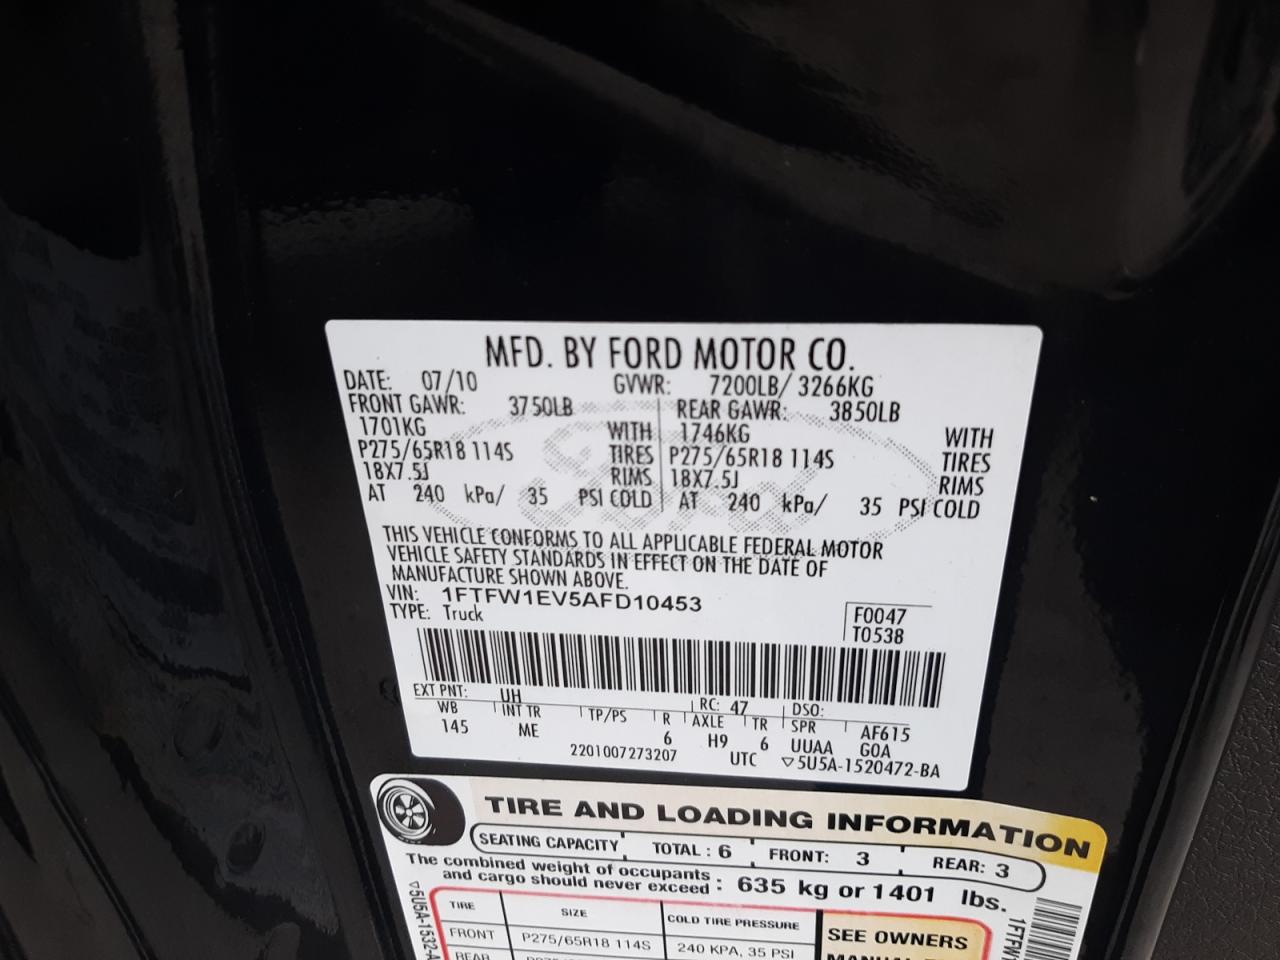 MFD. BY FORD MOTOR CO.
DATE: 07/10 GVWR: 7200LB/ 3266KG
FRONT GAWR: 3750LB REAR GAWR: 3850LB
1701KG WITH 1746KG WITH
P275/65R18 114S TIRES P275/65R18 114S TIRES
18X7.5J RIMS 18X7.5J RIMS
AT 240 kPa/ 35 PSI COLD AT 240 kPa/ 35 PSI COLD
THIS VEHICLE CONFORMS TO ALL APPLICABLE FEDERAL MOTOR
VEHICLE SAFETY STANDARDS IN EFFECT ON THE DATE OF
MANUFACTURE SHOWN ABOVE.
VIN: 1FTFW1EV5AFD10453
TYPE: Truck
F0047
T0538
EXT PNT: UH RC: 47 DSO:
WB INT TR TP/PS R AXLE TR SPR AF615
145 ME 6 H9 6 UUAA G0A
2201007273207 UTC ▽5U5A-1520472-BA
TIRE AND LOADING INFORMATION
SEATING CAPACITY TOTAL : 6 FRONT: 3 REAR: 3
The combined weight of occupants
and cargo should never exceed : 635 kg or 1401 lbs.
TIRE SIZE COLD TIRE PRESSURE
FRONT P275/65R18 114S 240 KPA, 35 PSI
SEE OWNERS
REAR
▽5U5A-1532-A
1FTFW